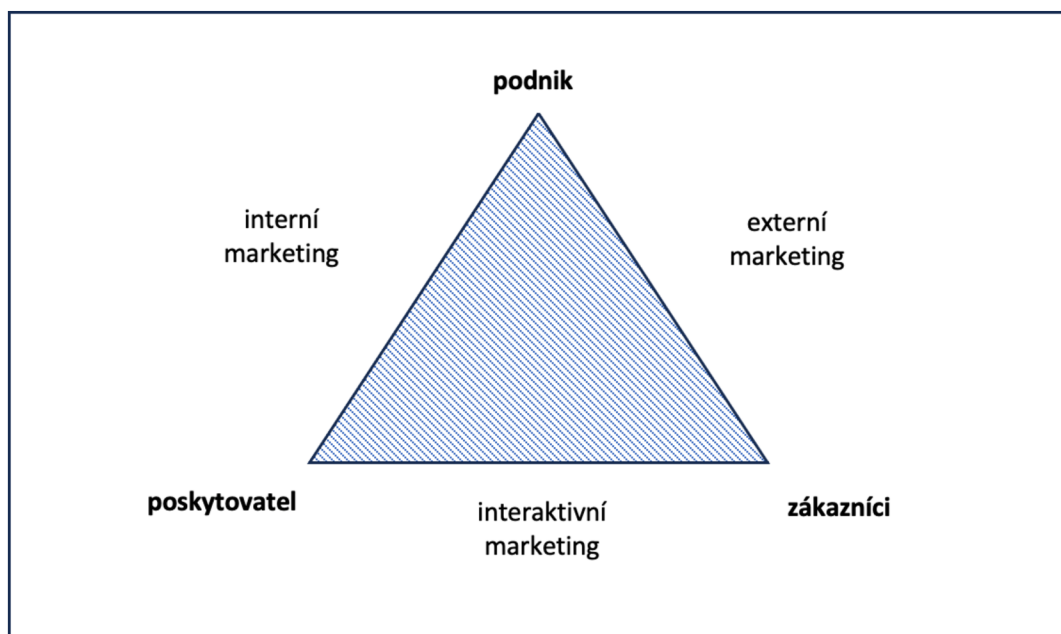 podnik
interní
marketing
externí
marketing
poskytovatel
interaktivní
marketing
zákazníci